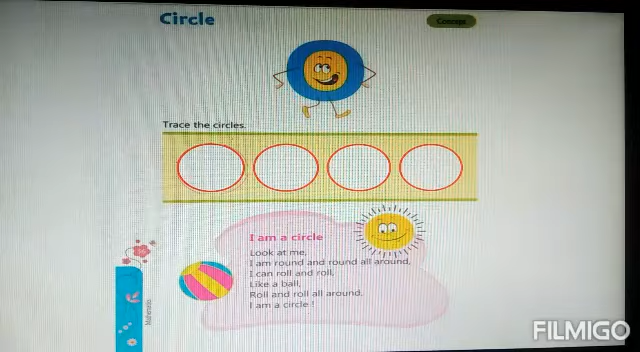 Circle
Concept
Trace the circles.
I am a circle
Look at me,
I am round and round all around,
I can roll and roll,
Like a ball,
Roll and roll all around.
I am a circle !
FILMIGO